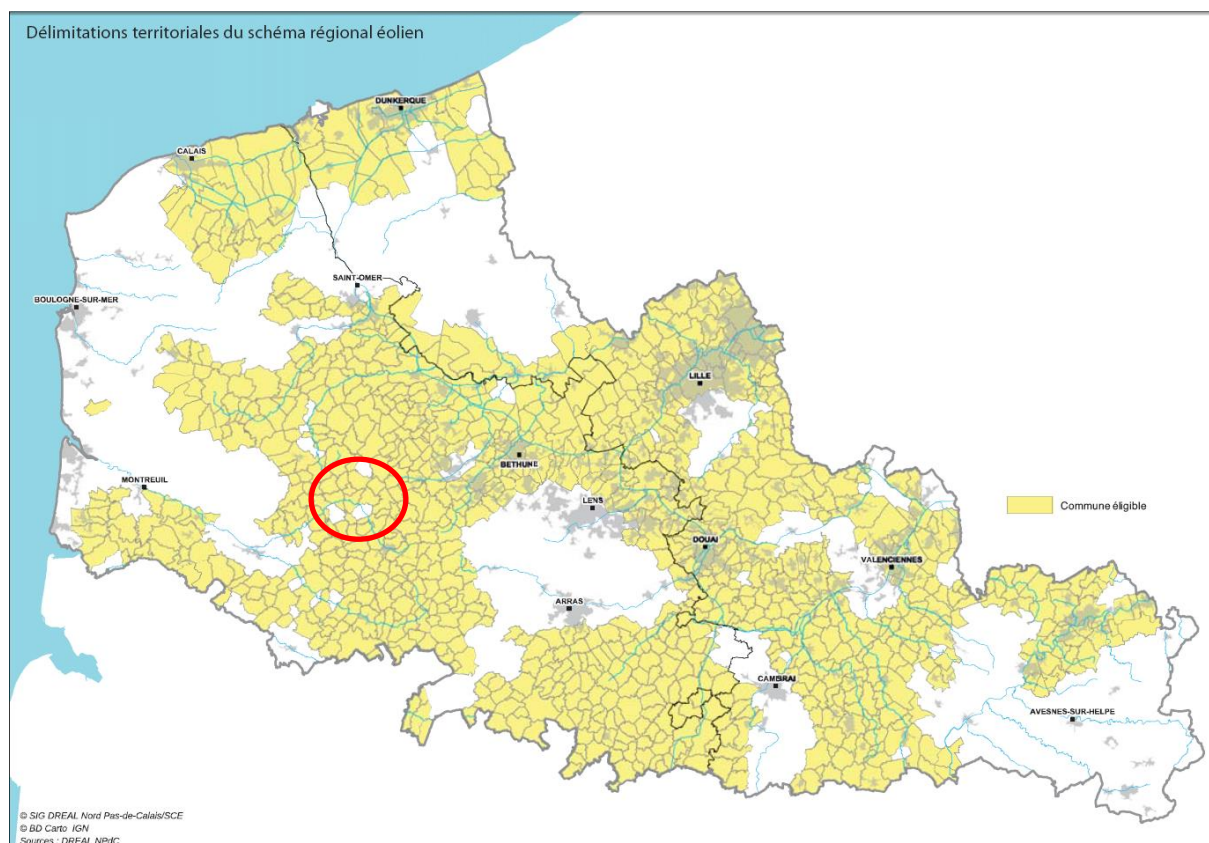 Délimitations territoriales du schéma régional éolien
DUNKERQUE
CALAIS
SAINT-OMER
BOULOGNE-SUR-MER
LILLE
BETHUNE
MONTREUIL
LENS
Commune éligible
DOUAI
VALENCIENNES
ARRAS
CAMBRAI
AVESNES-SUR-HELPE
© SIG DREAL Nord Pas-de-Calais/SCE
© BD Carto IGN
Sources : DREAL NPdC